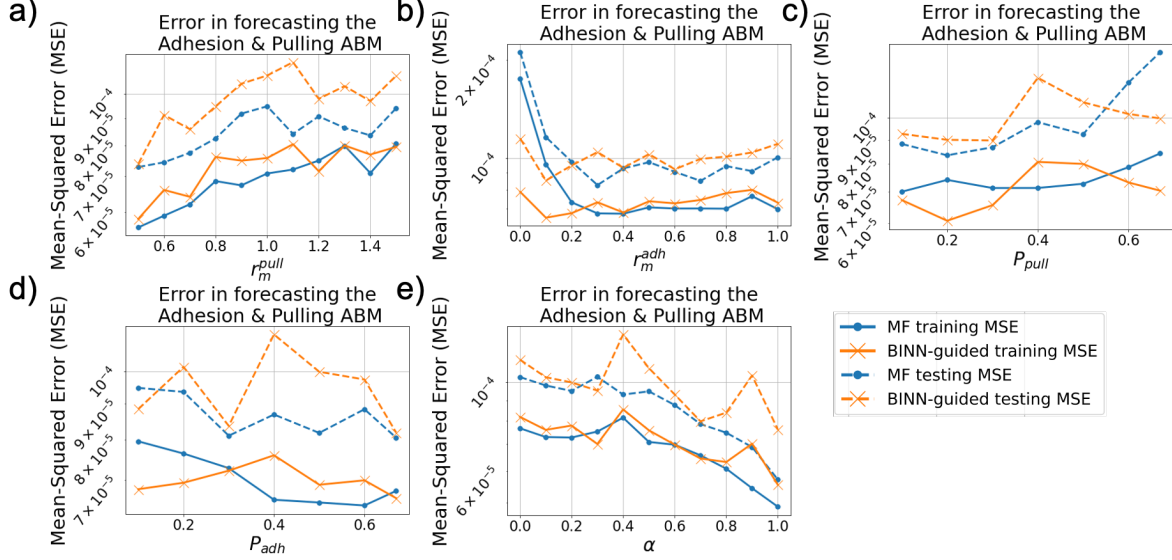 a)
Error in forecasting the
Adhesion & Pulling ABM
Mean-Squared Error (MSE)
10⁻⁴
9 × 10⁻⁵
8 × 10⁻⁵
7 × 10⁻⁵
6 × 10⁻⁵
0.6 0.8 1.0 1.2 1.4
r_m^pull
b)
Error in forecasting the
Adhesion & Pulling ABM
Mean-Squared Error (MSE)
2 × 10⁻⁴
10⁻⁴
0.0 0.2 0.4 0.6 0.8 1.0
r_m^adh
c)
Error in forecasting the
Adhesion & Pulling ABM
Mean-Squared Error (MSE)
10⁻⁴
9 × 10⁻⁵
8 × 10⁻⁵
7 × 10⁻⁵
6 × 10⁻⁵
0.2 0.4 0.6
P_pull
d)
Error in forecasting the
Adhesion & Pulling ABM
Mean-Squared Error (MSE)
10⁻⁴
9 × 10⁻⁵
8 × 10⁻⁵
7 × 10⁻⁵
0.2 0.4 0.6
P_adh
e)
Error in forecasting the
Adhesion & Pulling ABM
Mean-Squared Error (MSE)
10⁻⁴
6 × 10⁻⁵
0.0 0.2 0.4 0.6 0.8 1.0
α
MF training MSE
BINN-guided training MSE
MF testing MSE
BINN-guided testing MSE